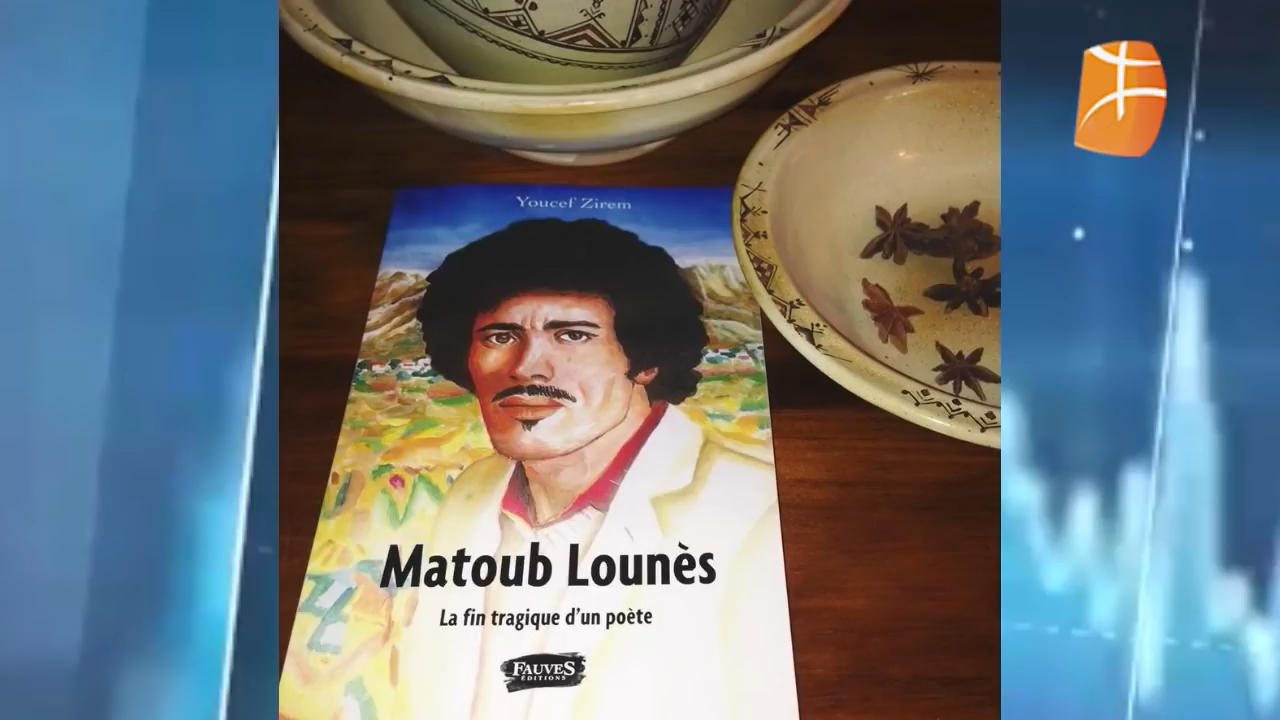 Youcef Zirem
Matoub Lounès
La fin tragique d'un poète
FAUVES
ÉDITIONS